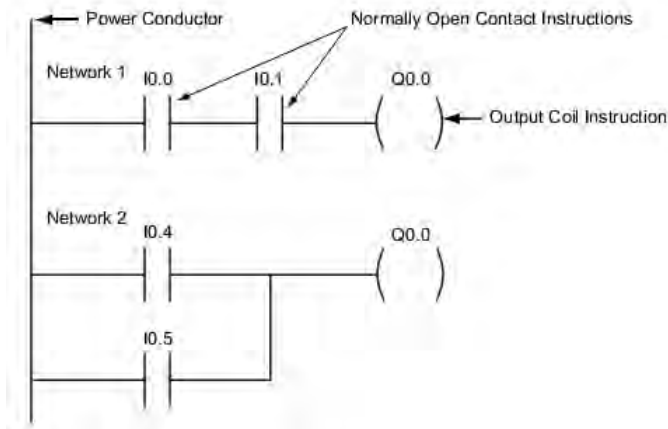 Power Conductor
Normally Open Contact Instructions
Network 1
I0.0
I0.1
Q0.0
Output Coil Instruction
Network 2
I0.4
Q0.0
I0.5